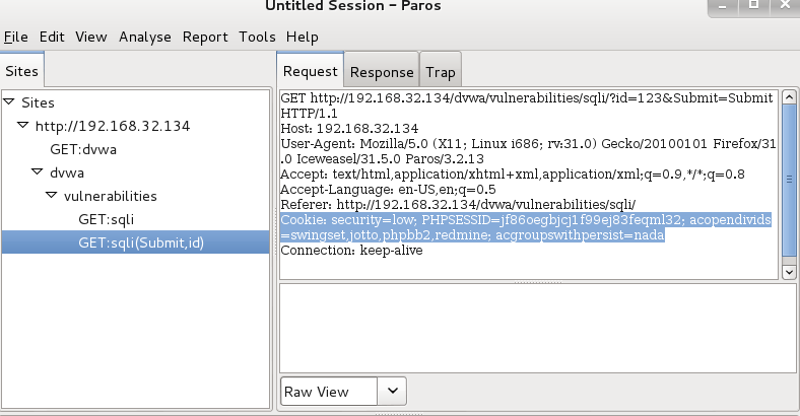 Untitled Session – Paros
File Edit View Analyse Report Tools Help
Sites
Sites
http://192.168.32.134
GET:dvwa
dvwa
vulnerabilities
GET:sqli
GET:sqli(Submit,id)
Request Response Trap
GET http://192.168.32.134/dvwa/vulnerabilities/sqli/?id=123&Submit=Submit
HTTP/1.1
Host: 192.168.32.134
User-Agent: Mozilla/5.0 (X11; Linux i686; rv:31.0) Gecko/20100101 Firefox/31
.0 Iceweasel/31.5.0 Paros/3.2.13
Accept: text/html,application/xhtml+xml,application/xml;q=0.9,*/*;q=0.8
Accept-Language: en-US,en;q=0.5
Referer: http://192.168.32.134/dvwa/vulnerabilities/sqli/
Cookie: security=low; PHPSESSID=jf86oegbjcj1f99ej83feqml32; acopendivids
=swingset,jotto,phpbb2,redmine; acgroupswithpersist=nada
Connection: keep-alive
Raw View